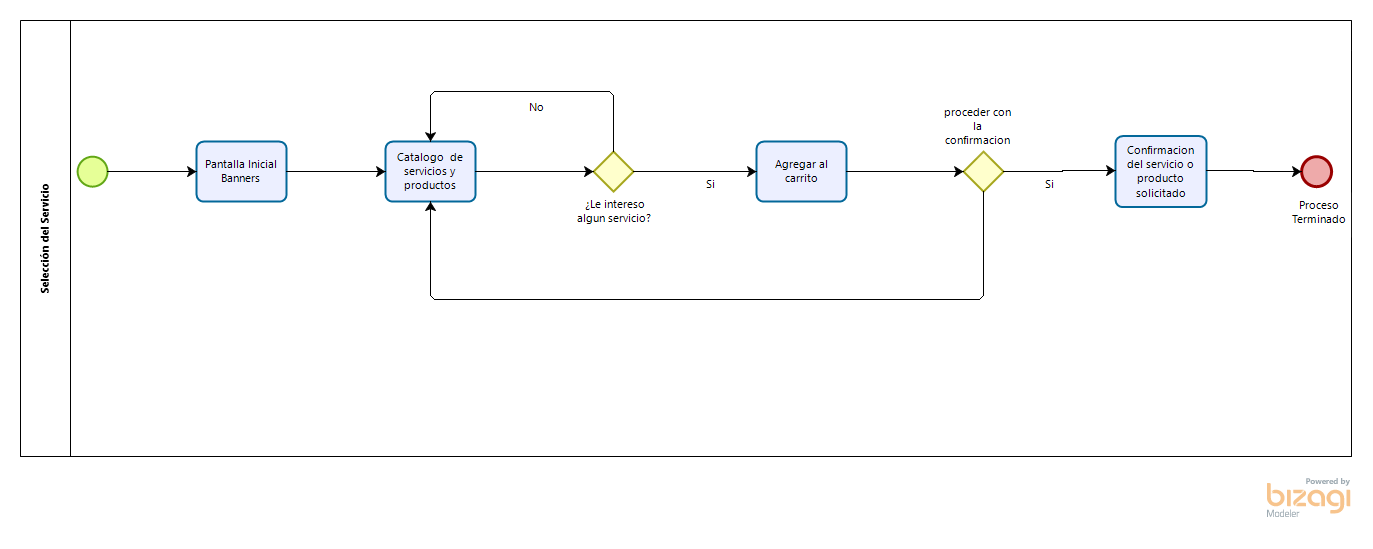 Selección del Servicio
Pantalla Inicial
Banners
Catalogo de
servicios y
productos
No
¿Le intereso
algun servicio?
Si
Agregar al
carrito
proceder con
la
confirmacion
Si
Confirmacion
del servicio o
producto
solicitado
Proceso
Terminado
Powered by
bizagi
Modeler